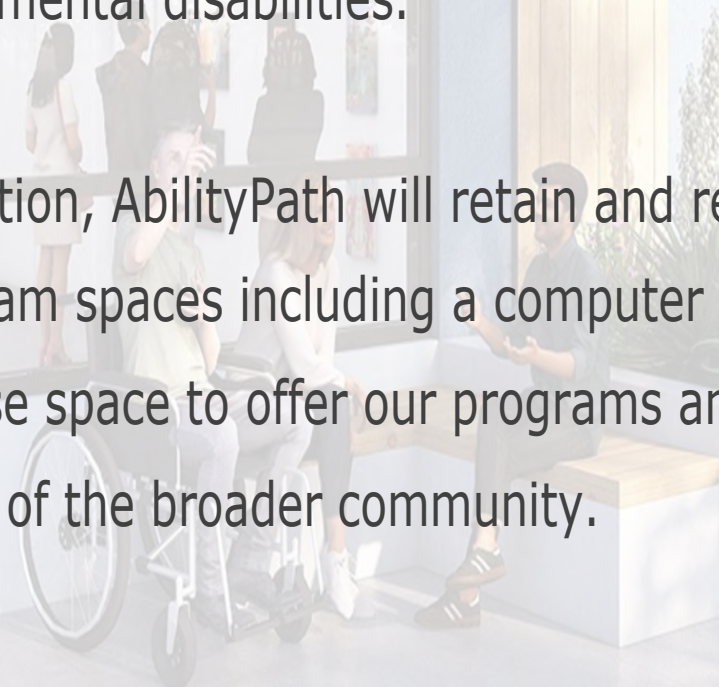 mental disabilities.
tion, AbilityPath will retain and re
am spaces including a computer
se space to offer our programs an
of the broader community.